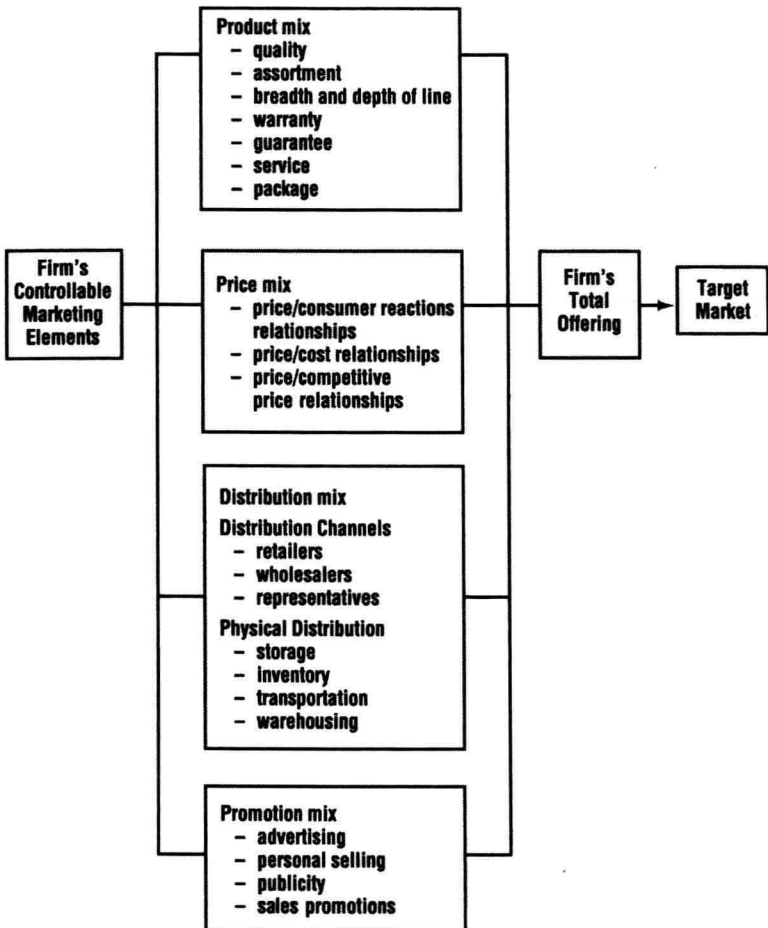 Product mix
– quality
– assortment
– breadth and depth of line
– warranty
– guarantee
– service
– package
Firm's
Controllable
Marketing
Elements
Price mix
– price/consumer reactions
relationships
– price/cost relationships
– price/competitive
price relationships
Firm's
Total
Offering
Target
Market
Distribution mix
Distribution Channels
– retailers
– wholesalers
– representatives
Physical Distribution
– storage
– inventory
– transportation
– warehousing
Promotion mix
– advertising
– personal selling
– publicity
– sales promotions